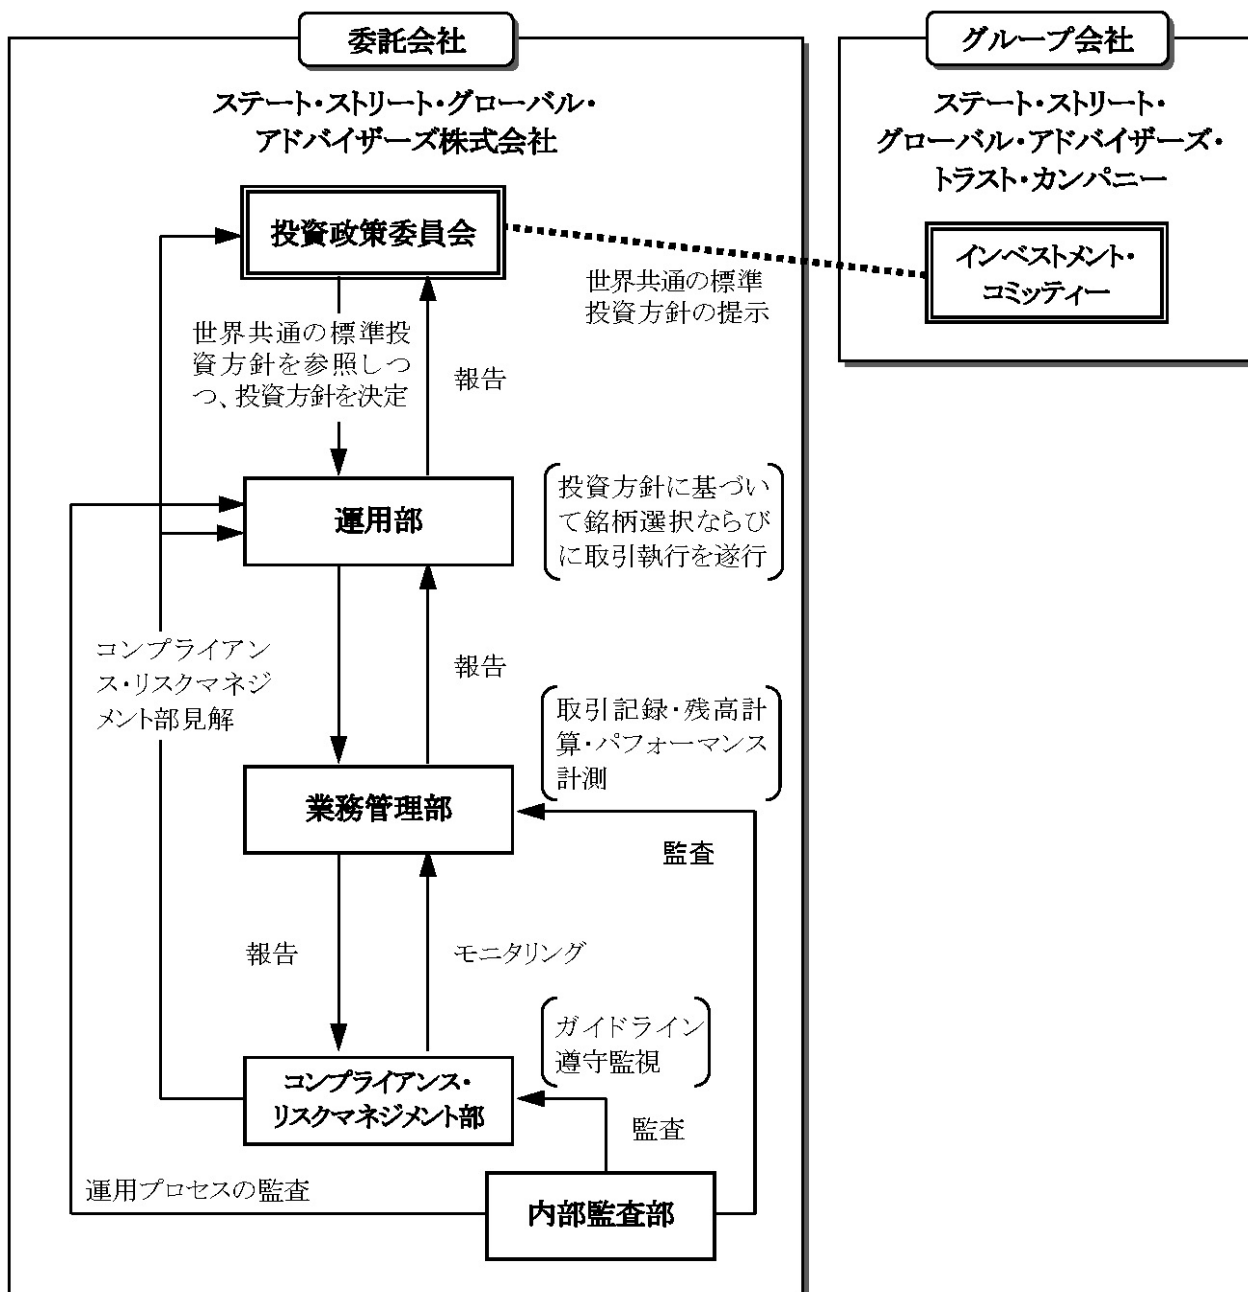 委託会社
ステート・ストリート・グローバル・
アドバイザーズ株式会社
投資政策委員会
世界共通の標準投
資方針を参照しつ
つ、投資方針を決定
報告
世界共通の標準
投資方針の提示
グループ会社
ステート・ストリート・
グローバル・アドバイザーズ・
トラスト・カンパニー
インベストメント・
コミッティー
運用部
投資方針に基づい
て銘柄選択ならび
に取引執行を遂行
コンプライアン
ス・リスクマネジ
メント部見解
報告
取引記録・残高計
算・パフォーマンス
計測
業務管理部
監査
報告
モニタリング
ガイドライン
遵守監視
コンプライアンス・
リスクマネジメント部
監査
運用プロセスの監査
内部監査部